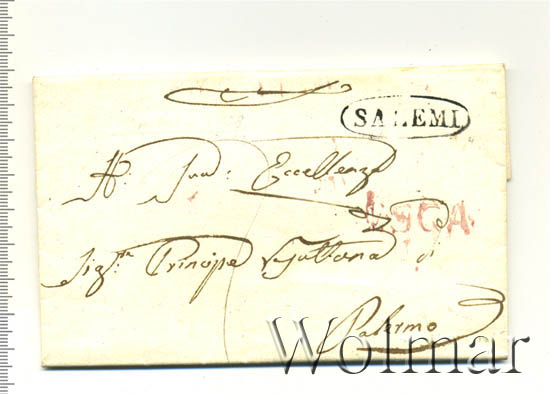 SALEMI
A Sua Eccellenza
Sig.r Principe
Palermo
Wolmar